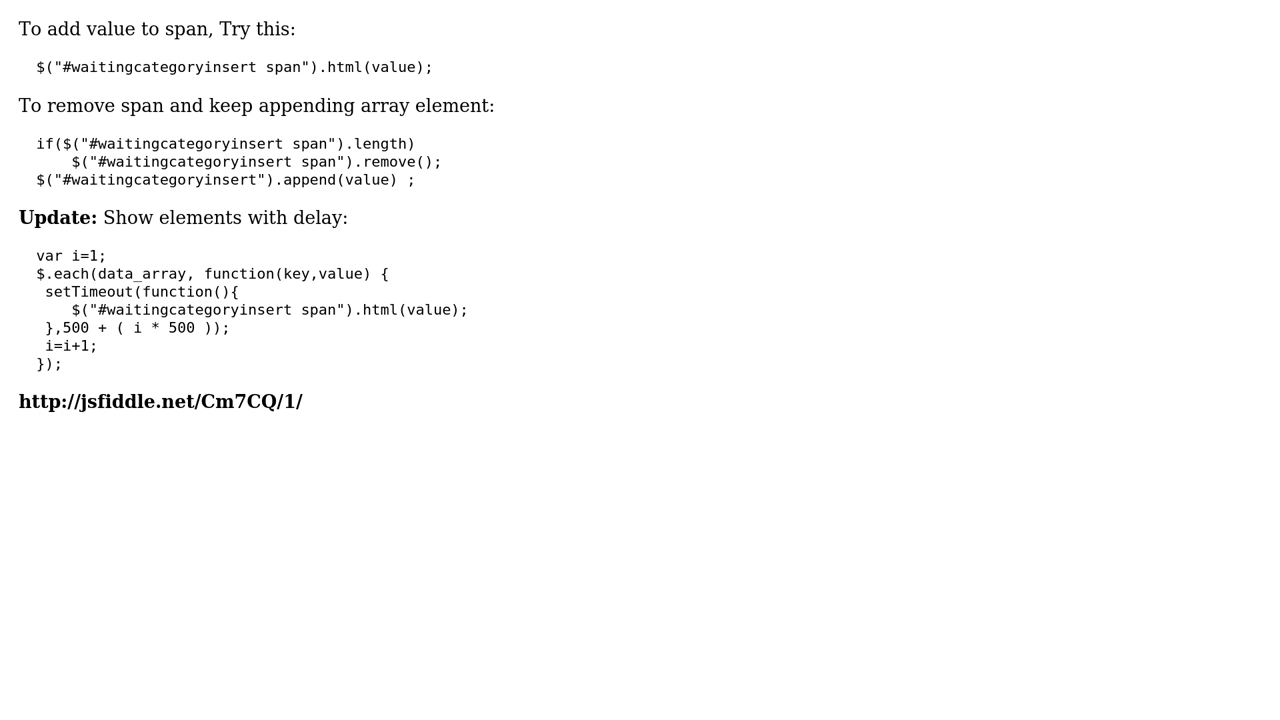 To add value to span, Try this:
$("#waitingcategoryinsert span").html(value);
To remove span and keep appending array element:
if($("#waitingcategoryinsert span").length)
    $("#waitingcategoryinsert span").remove();
$("#waitingcategoryinsert").append(value) ;
Update: Show elements with delay:
var i=1;
$.each(data_array, function(key,value) {
 setTimeout(function(){
    $("#waitingcategoryinsert span").html(value);
 },500 + ( i * 500 ));
 i=i+1;
});
http://jsfiddle.net/Cm7CQ/1/